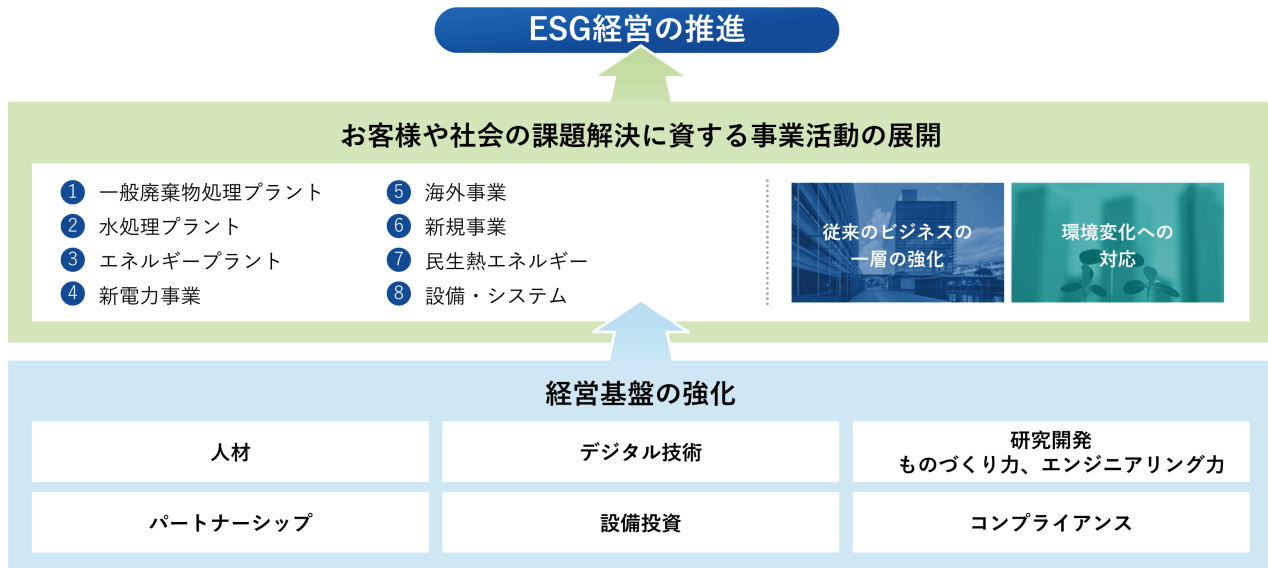 ESG経営の推進
お客様や社会の課題解決に資する事業活動の展開
1 一般廃棄物処理プラント
2 水処理プラント
3 エネルギープラント
4 新電力事業
5 海外事業
6 新規事業
7 民生熱エネルギー
8 設備・システム
従来のビジネスの
一層の強化
環境変化への
対応
経営基盤の強化
人材
デジタル技術
研究開発
ものづくり力、エンジニアリング力
パートナーシップ
設備投資
コンプライアンス